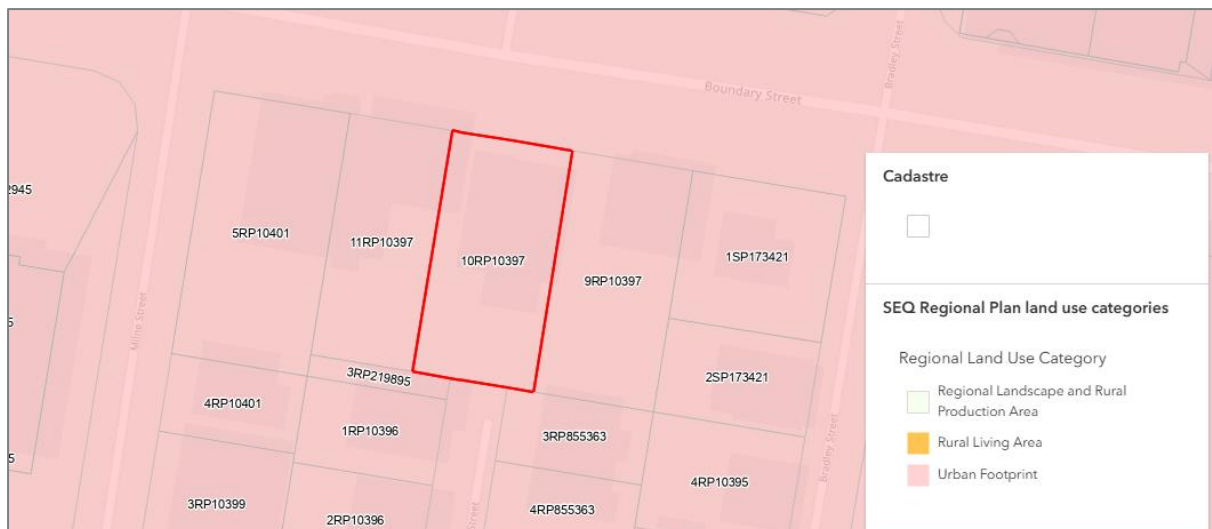 Boundary Street
Bradley Street
2945
5RP10401
11RP10397
10RP10397
9RP10397
1SP173421
Milne Street
3RP219895
2SP173421
4RP10401
1RP10396
3RP855363
Bradley Street
4RP10395
3RP10399
2RP10396
Street
4RP855363
5
5
Cadastre
SEQ Regional Plan land use categories
Regional Land Use Category
Regional Landscape and Rural
Production Area
Rural Living Area
Urban Footprint